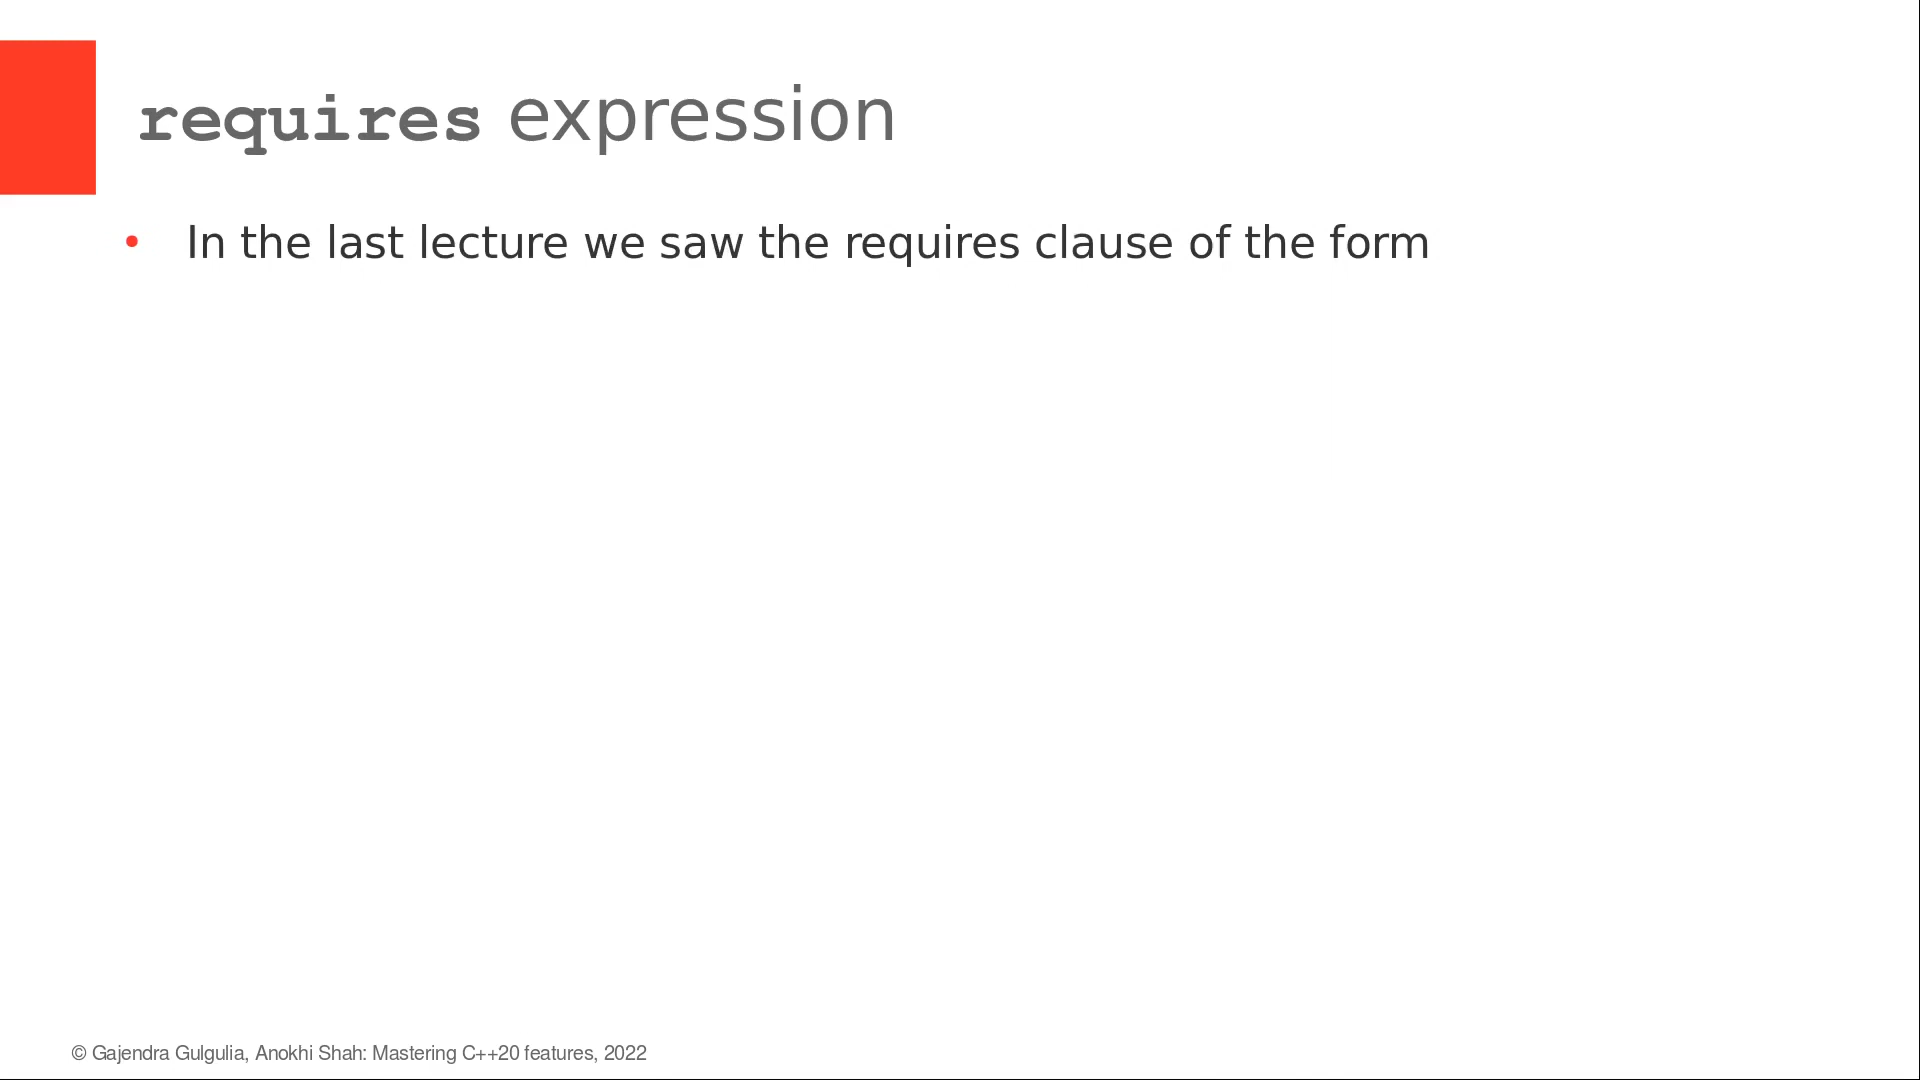 requires expression
• In the last lecture we saw the requires clause of the form
© Gajendra Gulgulia, Anokhi Shah: Mastering C++20 features, 2022